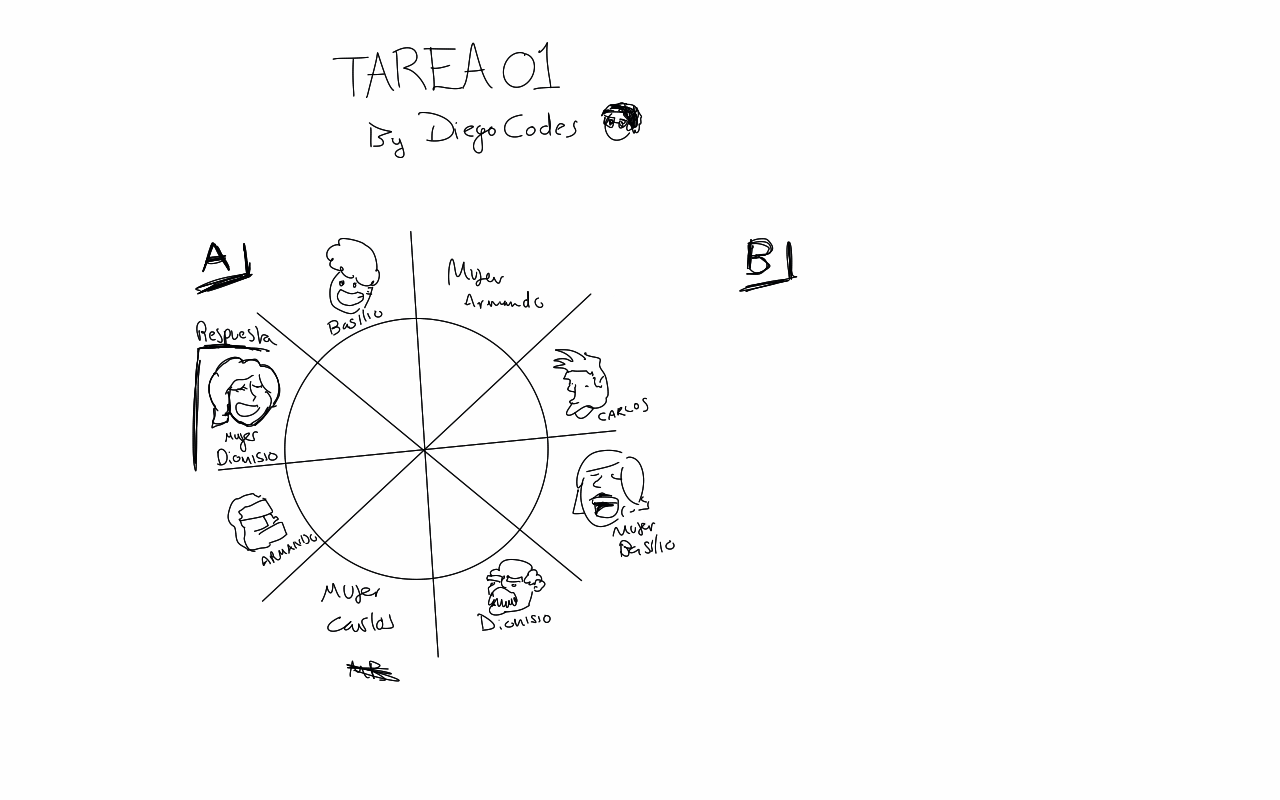 TAREA 01
By Diego Codes
A
Basilio
Mujer
Armando
CARLOS
Mujer
Basilio
Dionisio
Mujer
Carlos
ARMANDO
Respuesta
Mujer
Dionisio
B